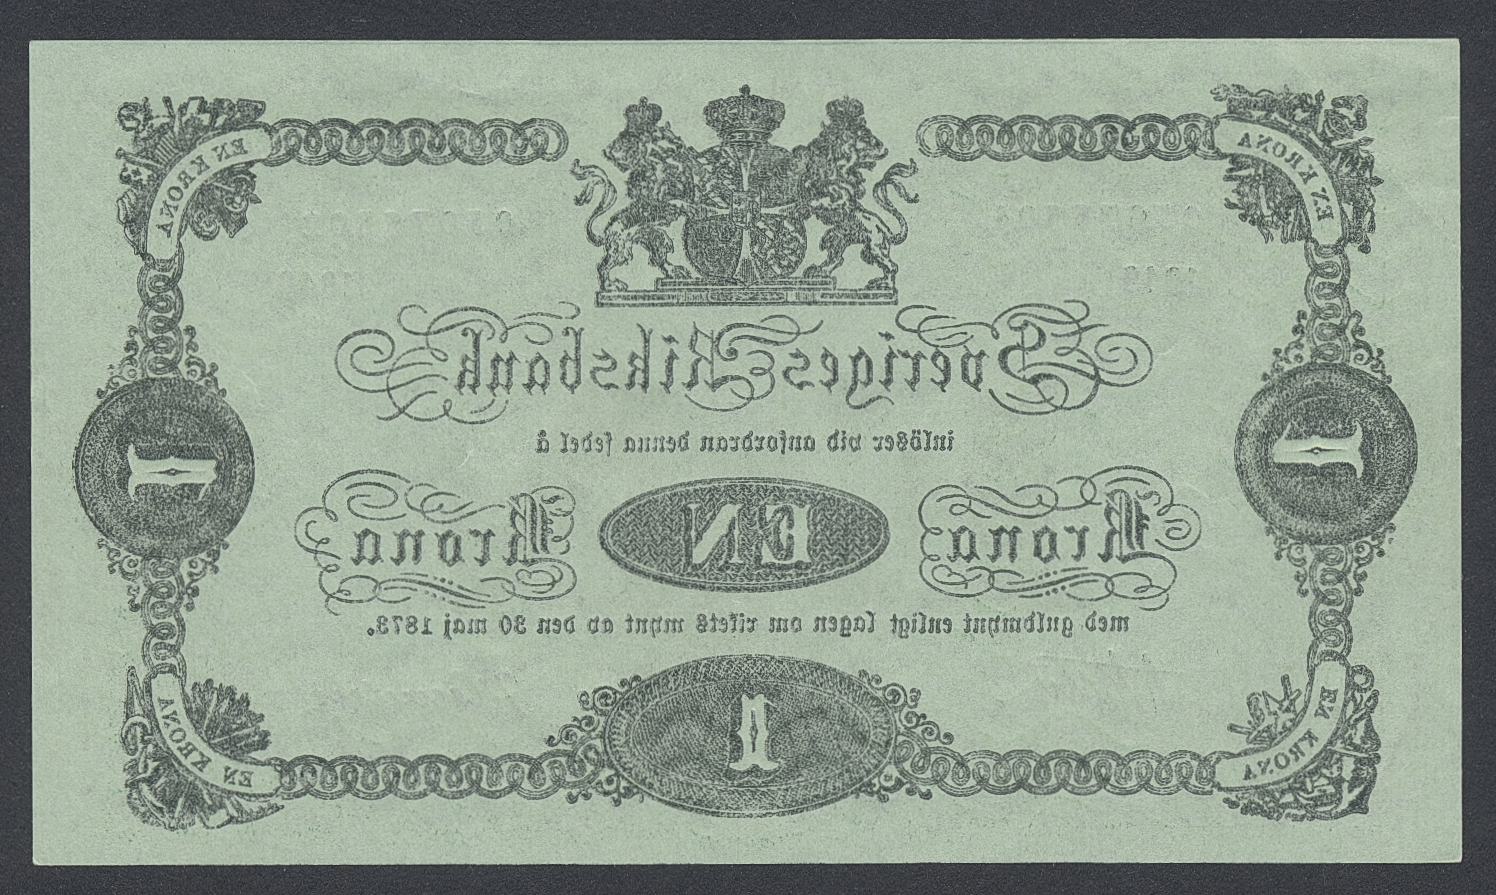 EN KRONA
EN KRONA
Sveriges Riksbank
inlöser vid anfordran denna sedel å
1
1
Krona EN Krona
med guldmynt enligt lagen om rikets mynt av den 30 maj 1873.
1
EN KRONA
EN KRONA